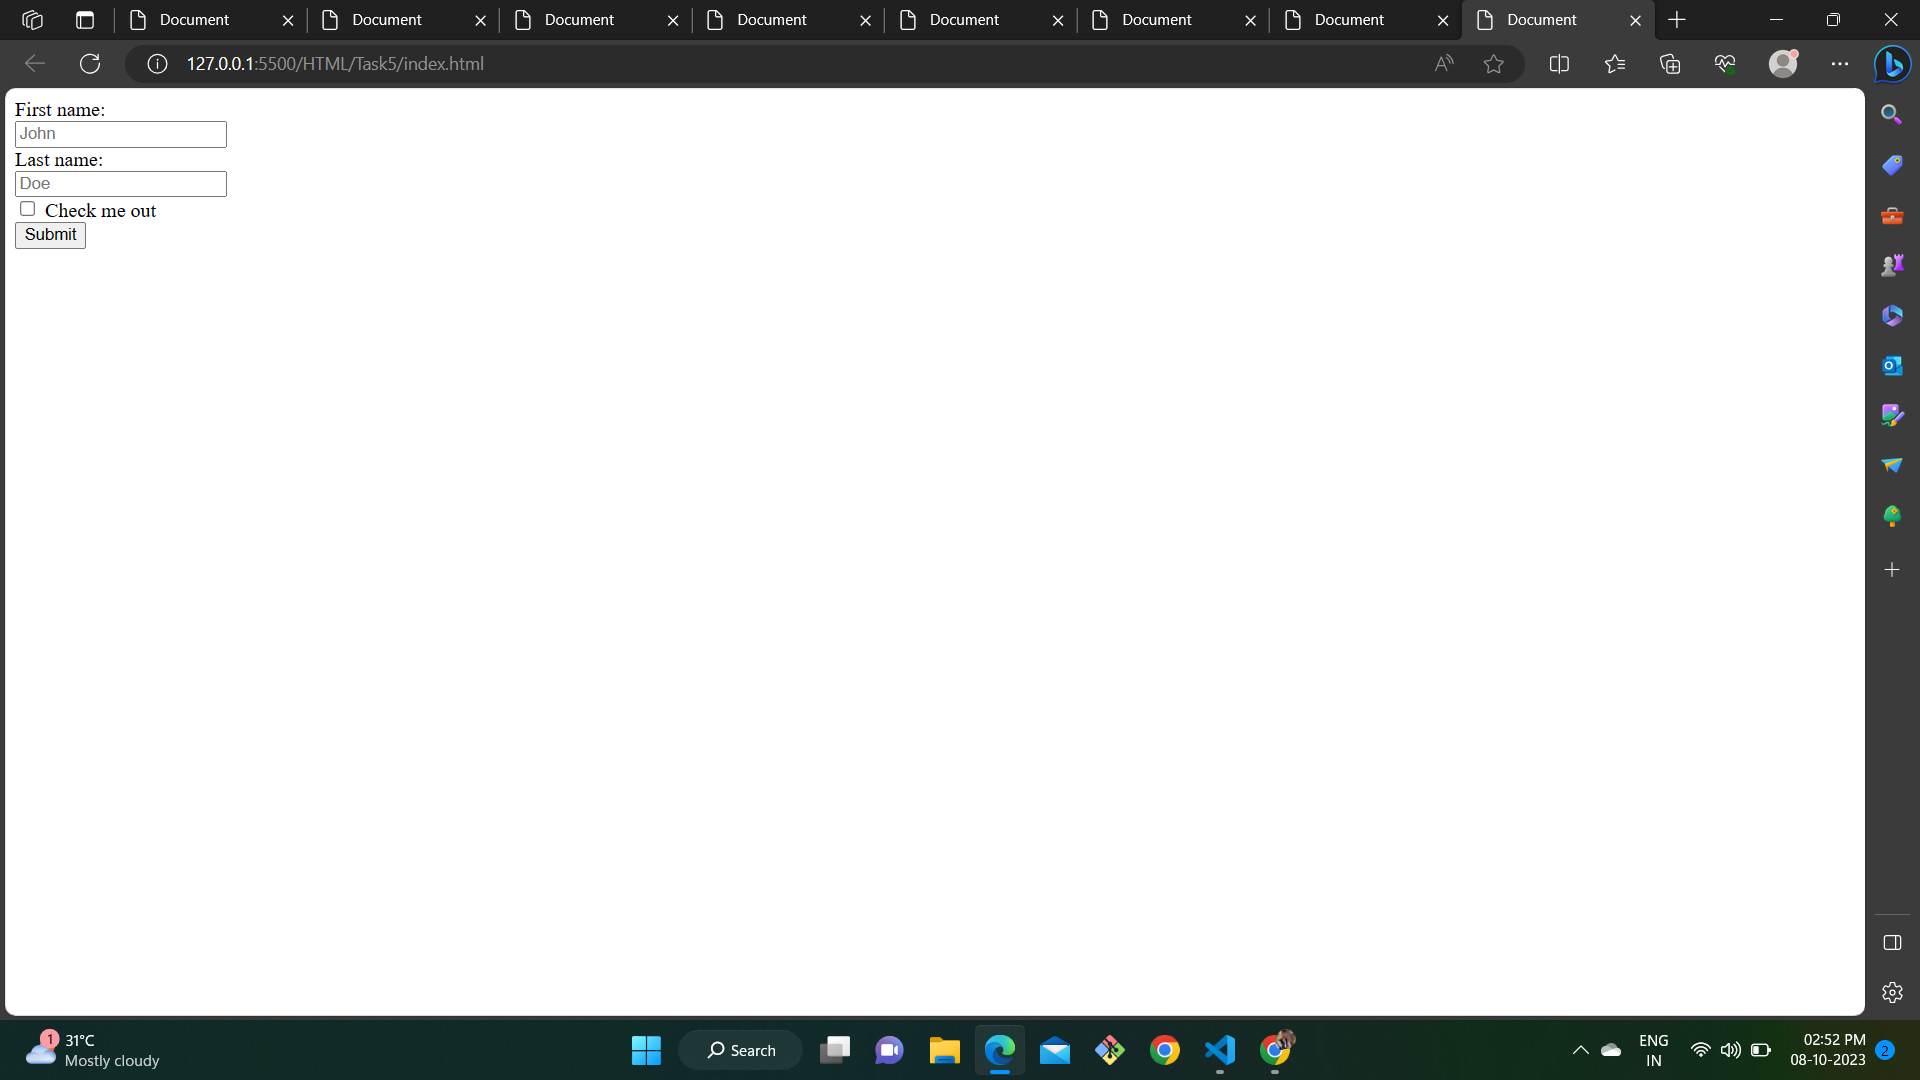 Document Document Document Document Document Document Document Document
127.0.0.1:5500/HTML/Task5/index.html
First name:
John
Last name:
Doe
Check me out
Submit
1
31°C
Mostly cloudy
Search
ENG
IN
02:52 PM
08-10-2023
2